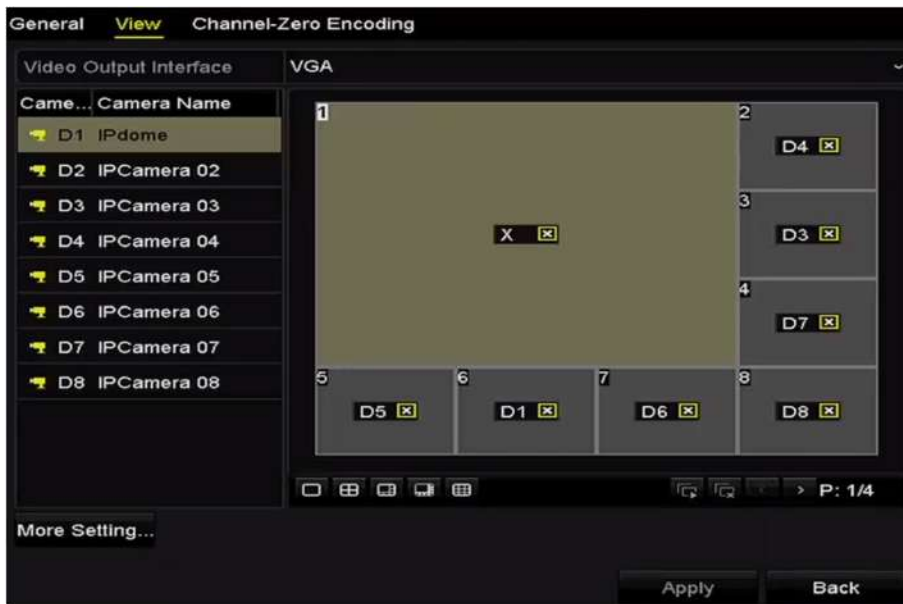 General View Channel-Zero Encoding
Video Output Interface VGA
Came... Camera Name
D1 IPdome
D2 IPCamera 02
D3 IPCamera 03
D4 IPCamera 04
D5 IPCamera 05
D6 IPCamera 06
D7 IPCamera 07
D8 IPCamera 08
1
X
2
D4
3
D3
4
D7
5
D5
6
D1
7
D6
8
D8
P: 1/4
More Setting...
Apply Back